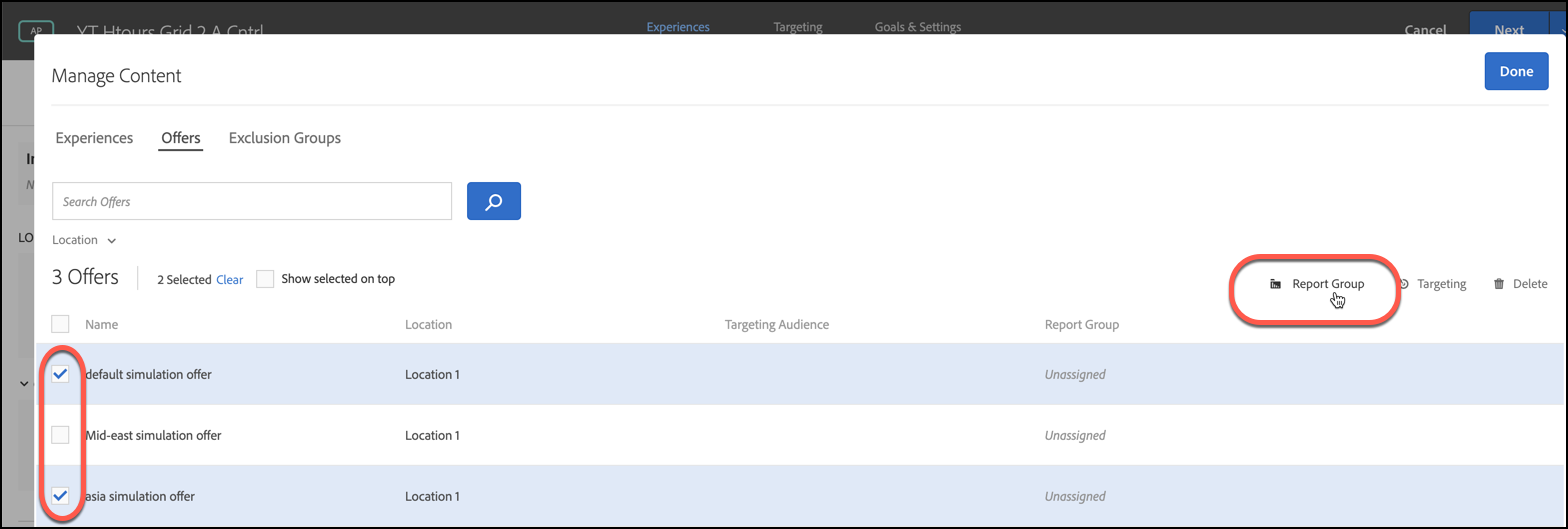 AP
YT Htours Grid 2 A Cntrl
Experiences Targeting Goals & Settings
Cancel Next
Manage Content
Done
Experiences Offers Exclusion Groups
Search Offers
LO
Location
3 Offers 2 Selected Clear Show selected on top
Report Group Targeting Delete
Name Location Targeting Audience Report Group
default simulation offer Location 1 Unassigned
Mid-east simulation offer Location 1 Unassigned
asia simulation offer Location 1 Unassigned